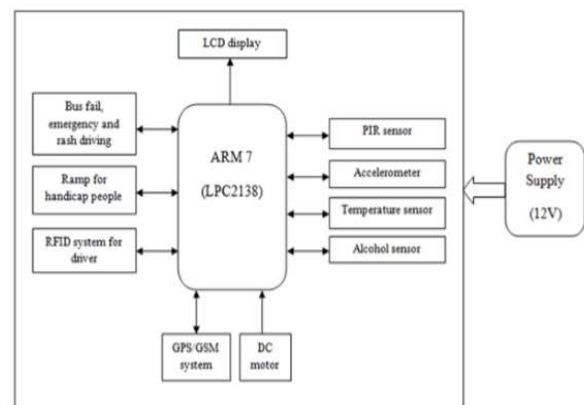 LCD display
Bus fail,
emergency and
rash driving
Ramp for
handicap people
RFID system for
driver
ARM 7
(LPC2138)
PIR sensor
Accelerometer
Temperature sensor
Alcohol sensor
GPS/GSM
system
DC
motor
Power
Supply
(12V)